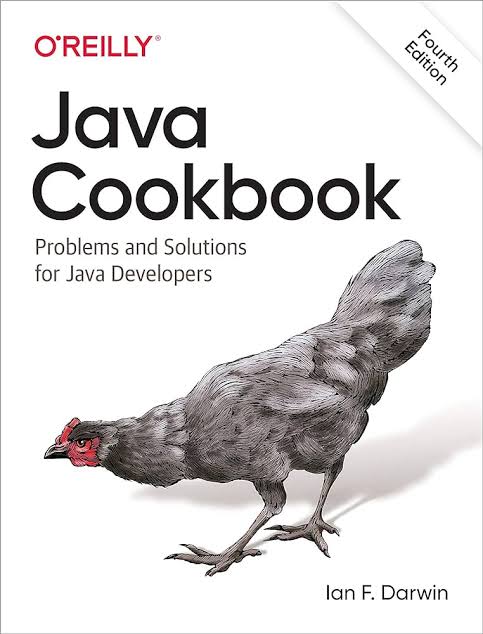 O'REILLY®
Fourth
Edition
Java
Cookbook
Problems and Solutions
for Java Developers
Ian F. Darwin